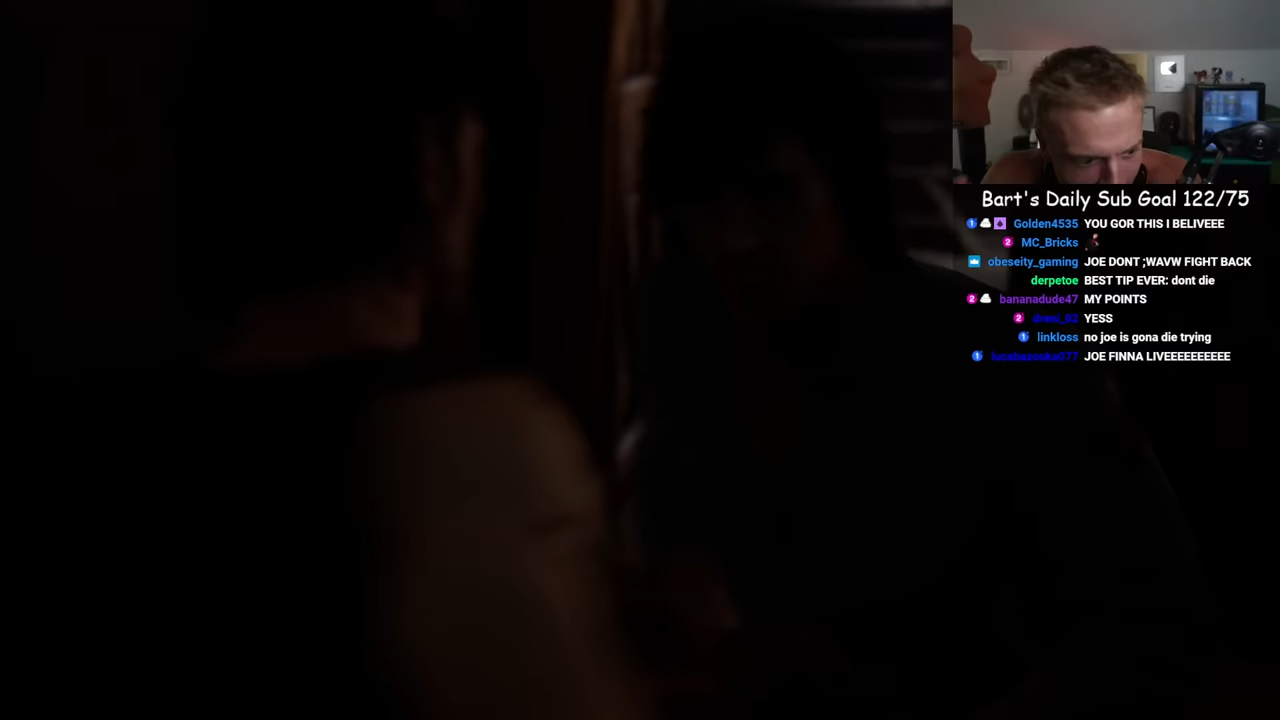 Bart's Daily Sub Goal 122/75
Golden4535 YOU GOR THIS I BELIVEEE
MC_Bricks
obeseity_gaming JOE DONT ;WAVW FIGHT BACK
derpetoe BEST TIP EVER: dont die
bananadude47 MY POINTS
YESS
linkloss no joe is gona die trying
JOE FINNA LIVEEEEEEEEEE